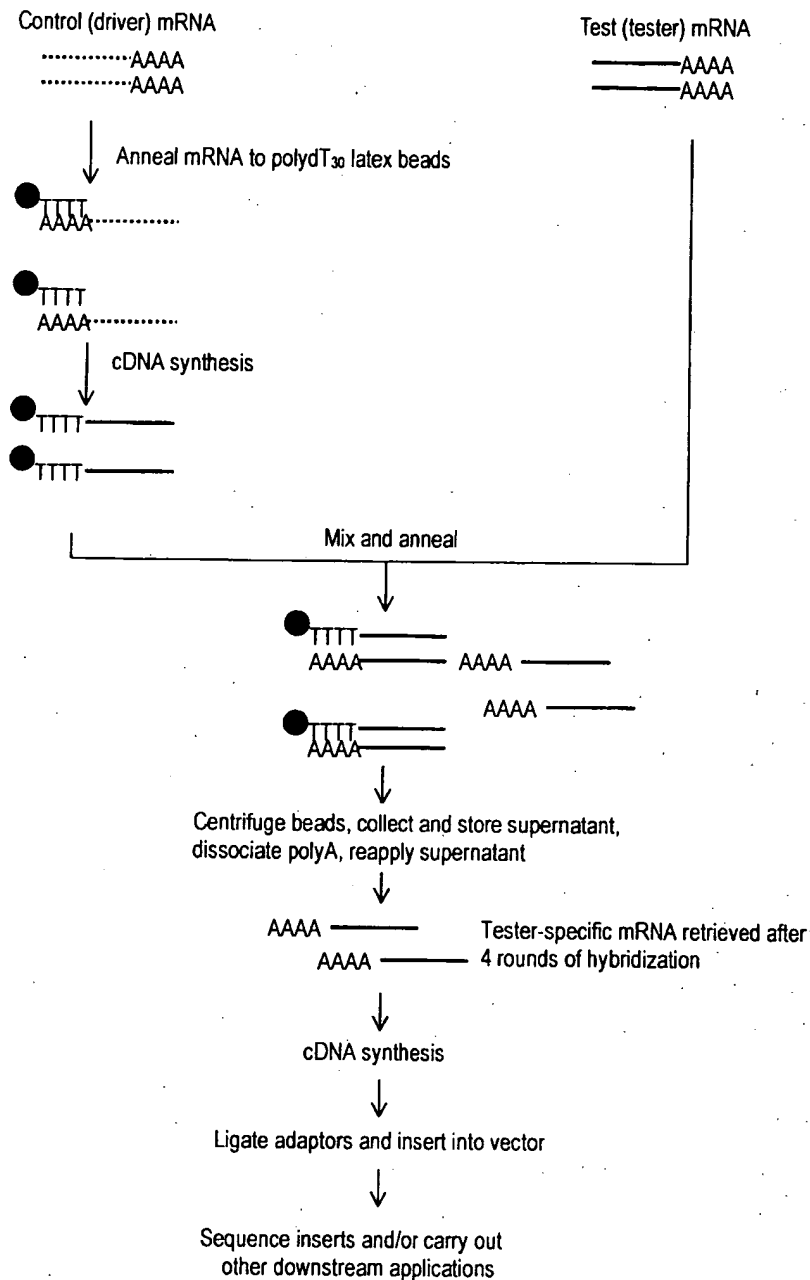 Control (driver) mRNA
Test (tester) mRNA
AAAA
AAAA
AAAA
AAAA
Anneal mRNA to polydT₃₀ latex beads
TTTT
AAAA
TTTT
AAAA
cDNA synthesis
TTTT
TTTT
Mix and anneal
TTTT
AAAA
AAAA
AAAA
TTTT
AAAA
Centrifuge beads, collect and store supernatant,
dissociate polyA, reapply supernatant
AAAA
AAAA
Tester-specific mRNA retrieved after
4 rounds of hybridization
cDNA synthesis
Ligate adaptors and insert into vector
Sequence inserts and/or carry out
other downstream applications